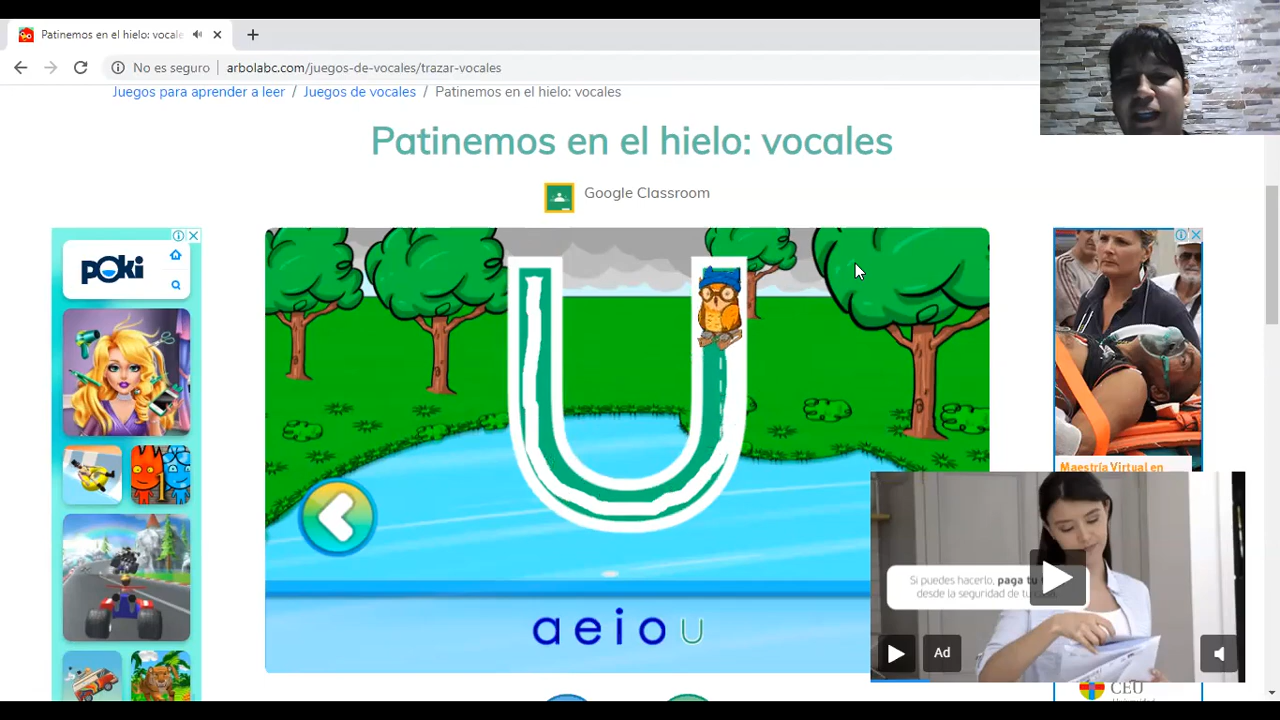 Patinemos en el hielo: vocale
No es seguro
arbolabc.com/juegos-de-vocales/trazar-vocales
Juegos para aprender a leer / Juegos de vocales / Patinemos en el hielo: vocales
Patinemos en el hielo: vocales
Google Classroom
poki
U
a e i o u
Maestría Virtual en
Si puedes hacerlo, paga tu
desde la seguridad de tu
Ad
CEU